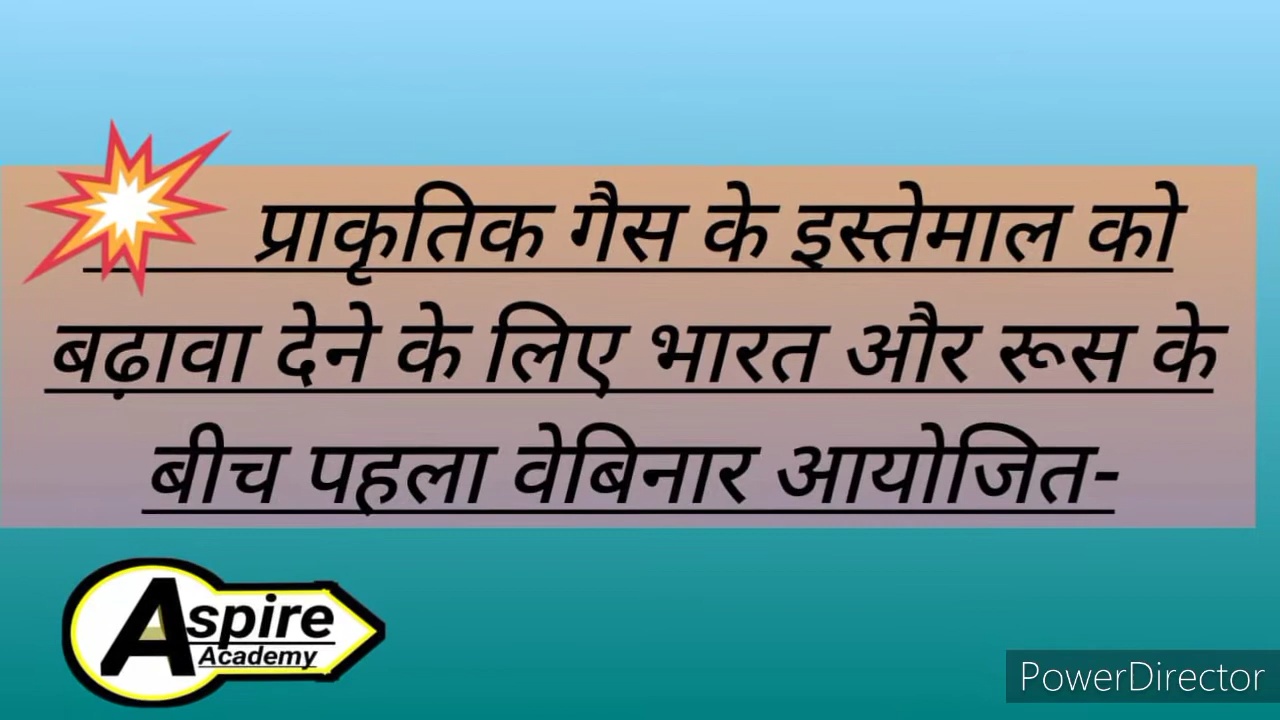 प्राकृतिक गैस के इस्तेमाल को
बढ़ावा देने के लिए भारत और रूस के
बीच पहला वेबिनार आयोजित-
Aspire
Academy
PowerDirector